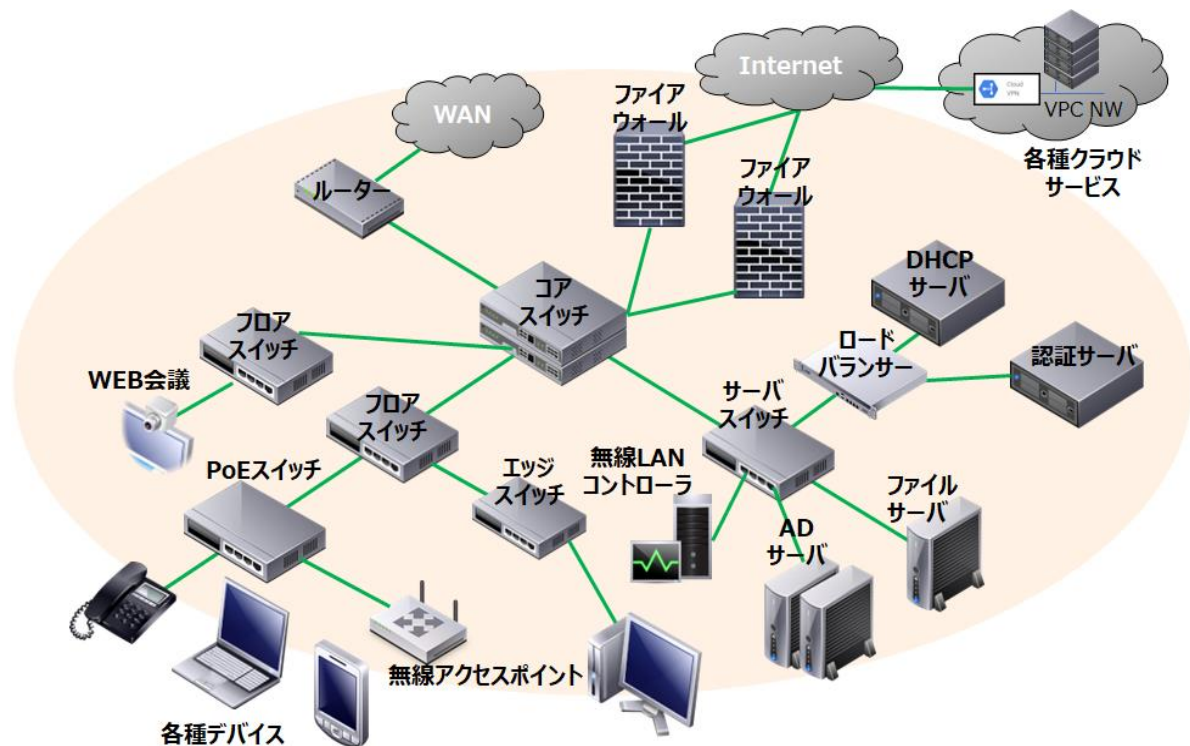 Internet
WAN
ファイア
ウォール
Cloud
VPN
VPC NW
各種クラウド
サービス
ルーター
ファイア
ウォール
DHCP
サーバ
コア
スイッチ
フロア
スイッチ
ロード
バランサー
認証サーバ
WEB会議
フロア
スイッチ
サーバ
スイッチ
PoEスイッチ
エッジ
スイッチ
無線LAN
コントローラ
ファイル
サーバ
AD
サーバ
無線アクセスポイント
各種デバイス